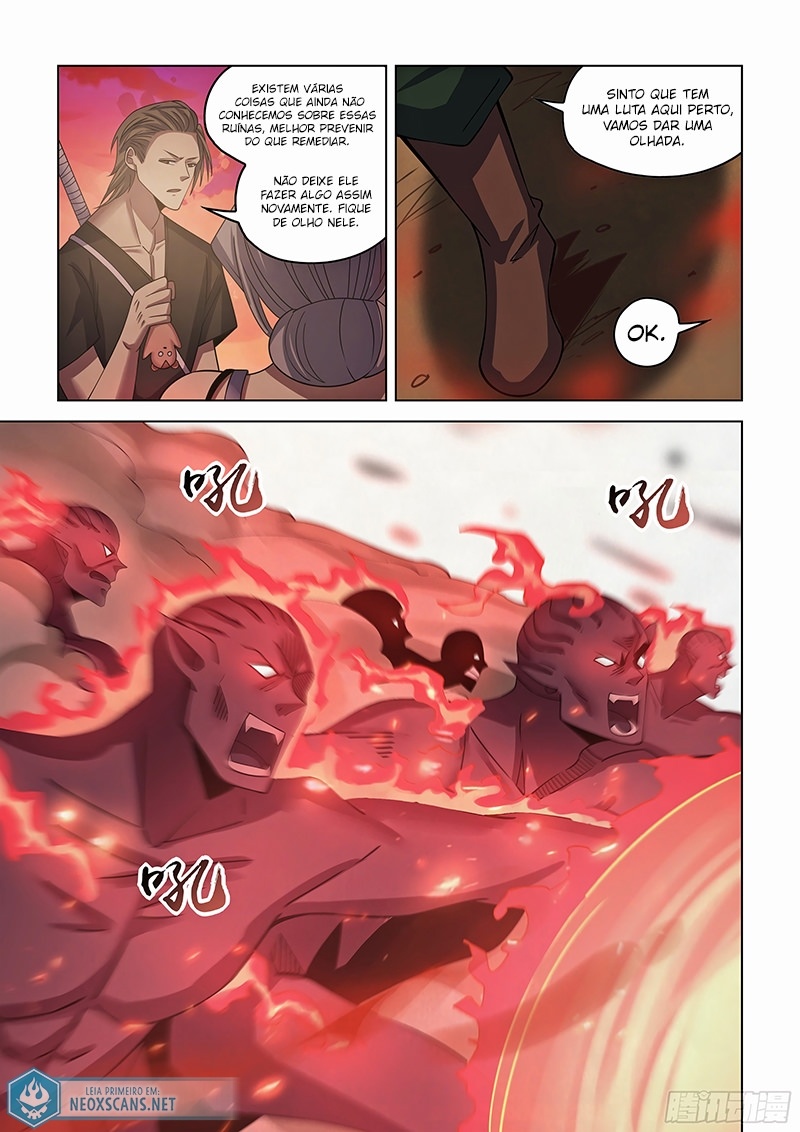 EXISTEM VÁRIAS
COISAS QUE AINDA NÃO
CONHECEMOS SOBRE ESSAS
RUÍNAS, MELHOR PREVENIR
DO QUE REMEDIAR.
NÃO DEIXE ELE
FAZER ALGO ASSIM
NOVAMENTE. FIQUE
DE OLHO NELE.
SINTO QUE TEM
UMA LUTA AQUI PERTO,
VAMOS DAR UMA
OLHADA.
OK.
吼
吼
吼
LEIA PRIMEIRO EM:
NEOXSCANS.NET
腾讯动漫